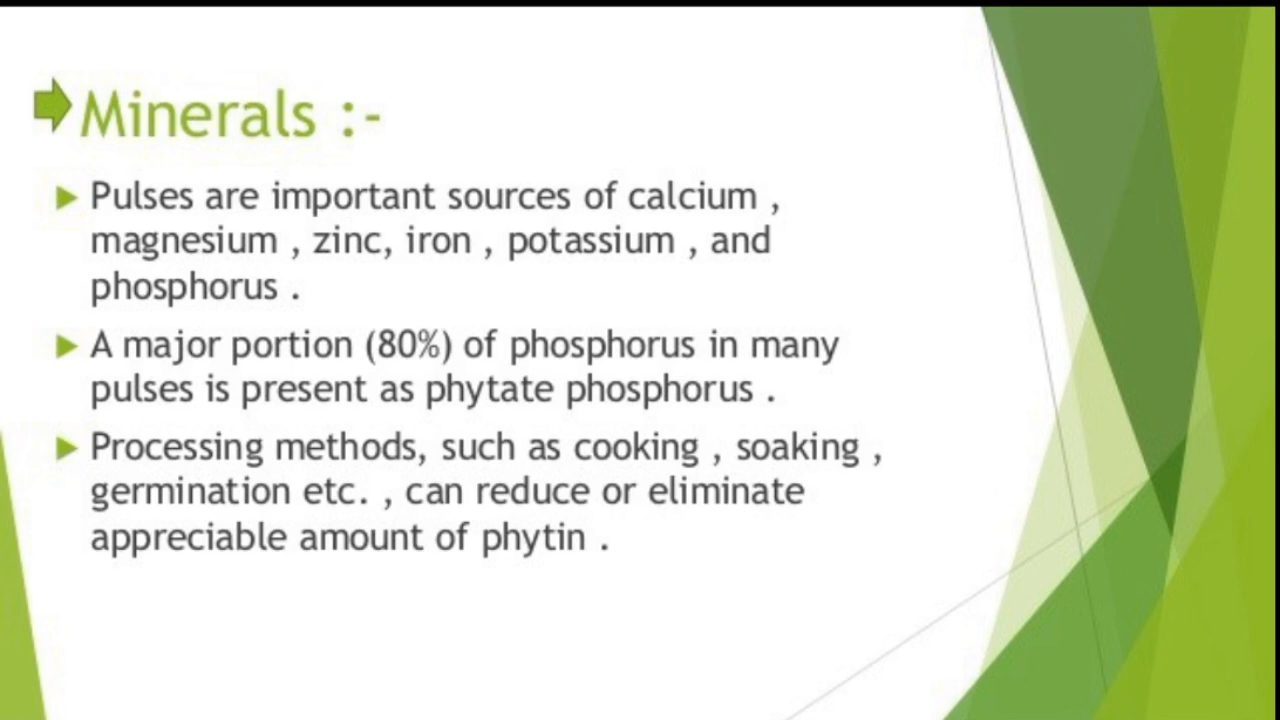 Minerals :-
Pulses are important sources of calcium ,
magnesium , zinc, iron , potassium , and
phosphorus .
A major portion (80%) of phosphorus in many
pulses is present as phytate phosphorus .
Processing methods, such as cooking , soaking ,
germination etc. , can reduce or eliminate
appreciable amount of phytin .